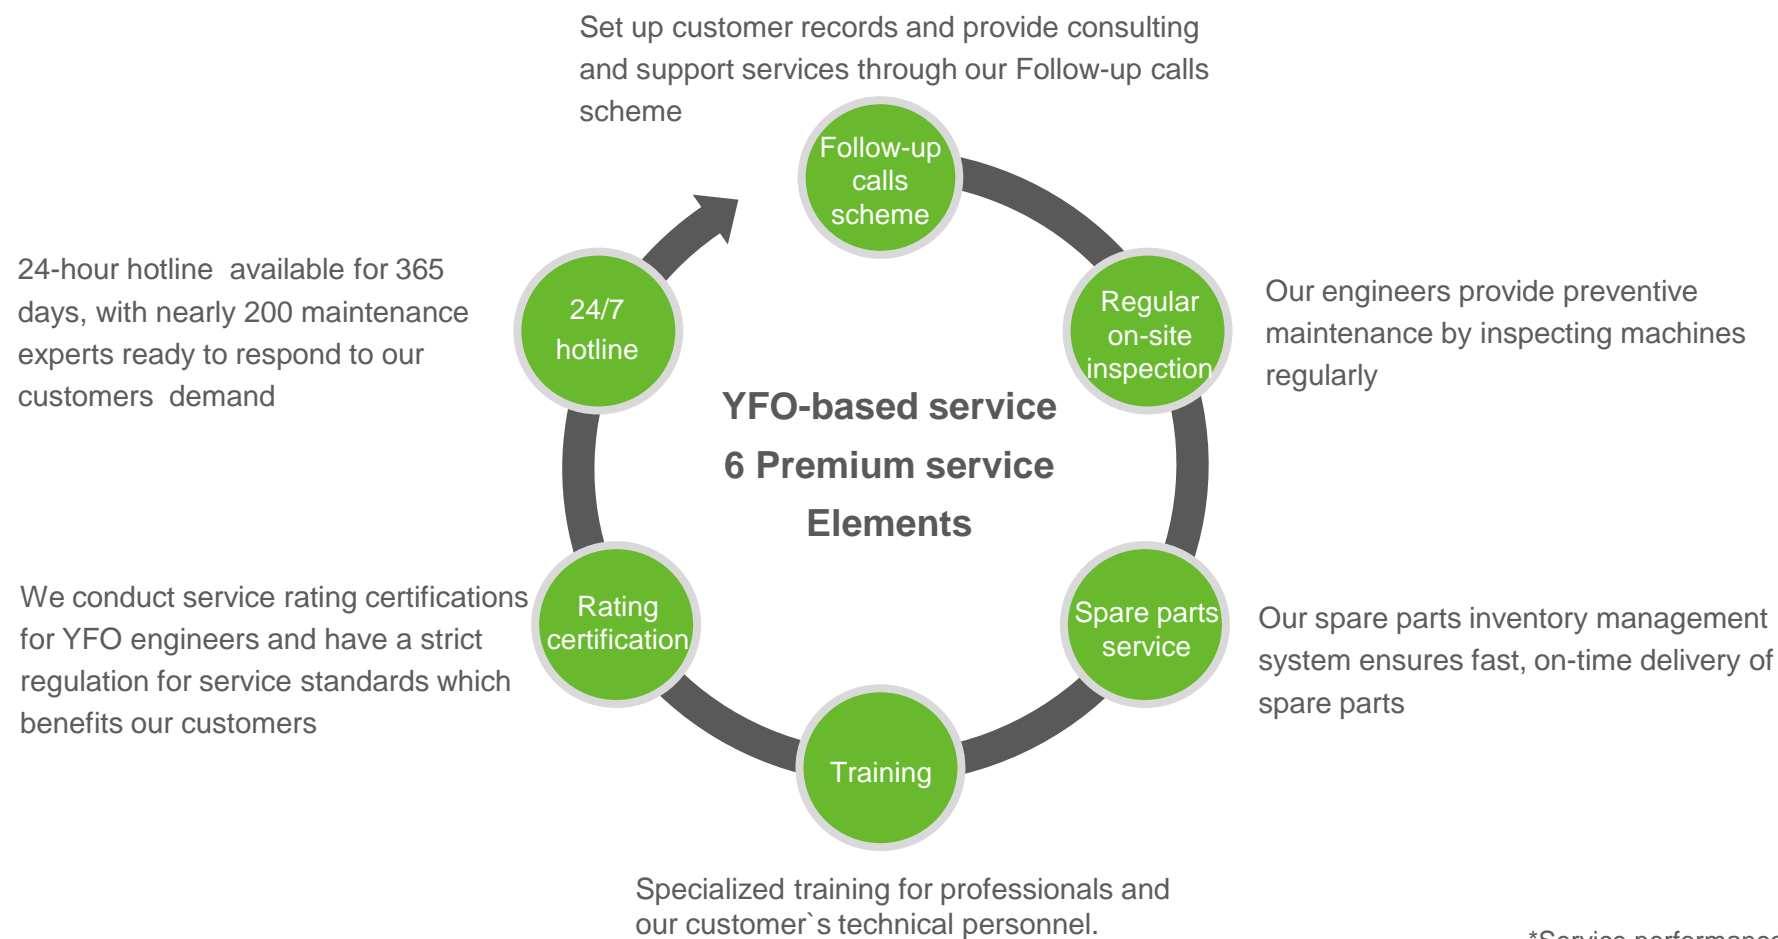 Set up customer records and provide consulting
and support services through our Follow-up calls
scheme
Follow-up
calls
scheme
24-hour hotline  available for 365
days, with nearly 200 maintenance
experts ready to respond to our
customers  demand
24/7
hotline
Regular
on-site
inspection
Our engineers provide preventive
maintenance by inspecting machines
regularly
YFO-based service
6 Premium service
Elements
We conduct service rating certifications
for YFO engineers and have a strict
regulation for service standards which
benefits our customers
Rating
certification
Spare parts
service
Our spare parts inventory management
system ensures fast, on-time delivery of
spare parts
Training
Specialized training for professionals and
our customer`s technical personnel.
*Service performance